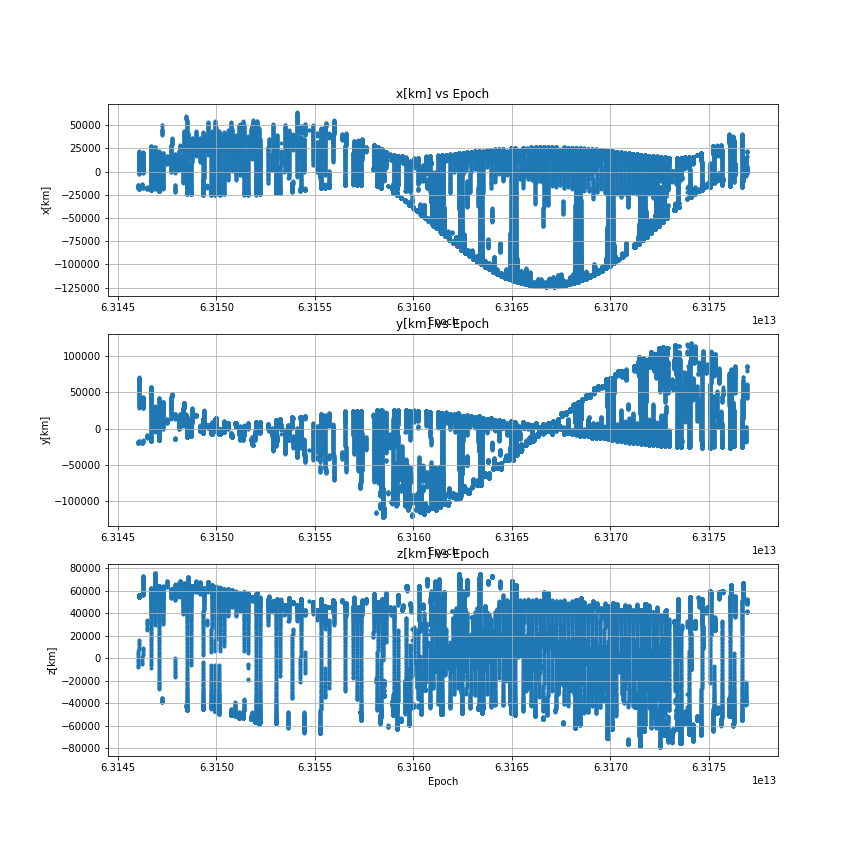 x[km] vs Epoch
x[km]
50000
25000
0
−25000
−50000
−75000
−100000
−125000
6.3145 6.3150 6.3155 6.3160 6.3165 6.3170 6.3175
1e13
Epoch
y[km] vs Epoch
y[km]
100000
50000
0
−50000
−100000
6.3145 6.3150 6.3155 6.3160 6.3165 6.3170 6.3175
1e13
Epoch
z[km] vs Epoch
z[km]
80000
60000
40000
20000
0
−20000
−40000
−60000
−80000
6.3145 6.3150 6.3155 6.3160 6.3165 6.3170 6.3175
1e13
Epoch